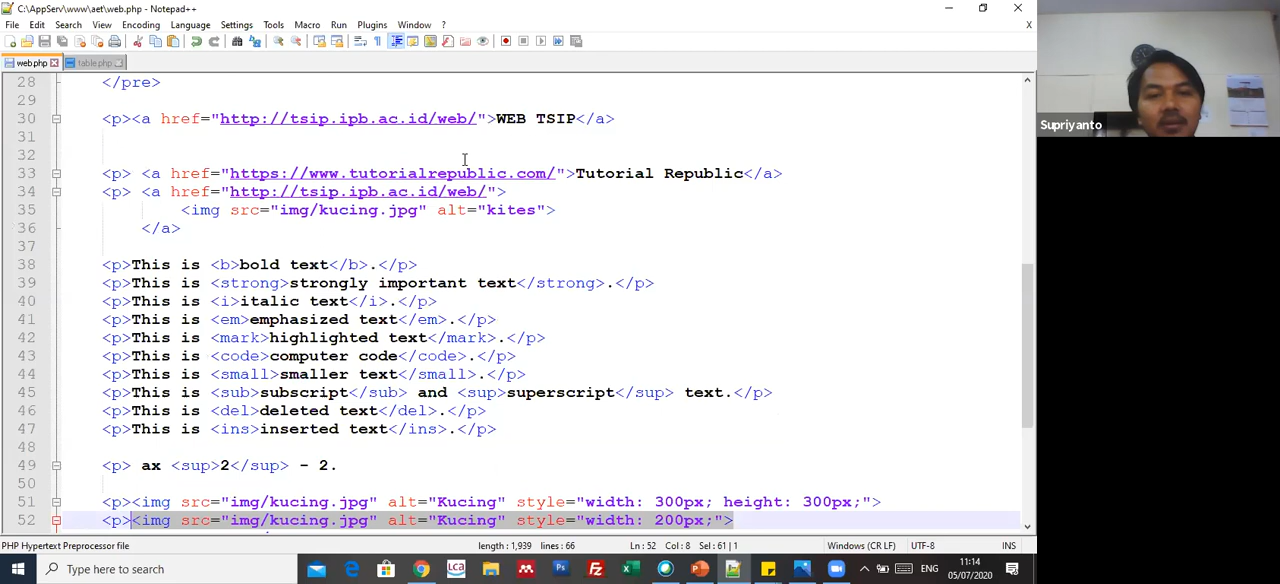 C:\AppServ\www\aet\web.php - Notepad++
File Edit Search View Encoding Language Settings Tools Macro Run Plugins Window ?
web.php table.php
28 </pre>
29
30 <p><a href="http://tsip.ipb.ac.id/web/">WEB TSIP</a>
31
32
33 <p> <a href="https://www.tutorialrepublic.com/">Tutorial Republic</a>
34 <p> <a href="http://tsip.ipb.ac.id/web/">
35 <img src="img/kucing.jpg" alt="kites">
36 </a>
37
38 <p>This is <b>bold text</b>.</p>
39 <p>This is <strong>strongly important text</strong>.</p>
40 <p>This is <i>italic text</i>.</p>
41 <p>This is <em>emphasized text</em>.</p>
42 <p>This is <mark>highlighted text</mark>.</p>
43 <p>This is <code>computer code</code>.</p>
44 <p>This is <small>smaller text</small>.</p>
45 <p>This is <sub>subscript</sub> and <sup>superscript</sup> text.</p>
46 <p>This is <del>deleted text</del>.</p>
47 <p>This is <ins>inserted text</ins>.</p>
48
49 <p> ax <sup>2</sup> - 2.
50
51 <p><img src="img/kucing.jpg" alt="Kucing" style="width: 300px; height: 300px;">
52 <p><img src="img/kucing.jpg" alt="Kucing" style="width: 200px;">
PHP Hypertext Preprocessor file length : 1,939 lines : 66 Ln : 52 Col : 8 Sel : 61 | 1 Windows (CR LF) UTF-8 INS
Type here to search
LCA
Ps
Fz
ENG
11:14
05/07/2020
Supriyanto